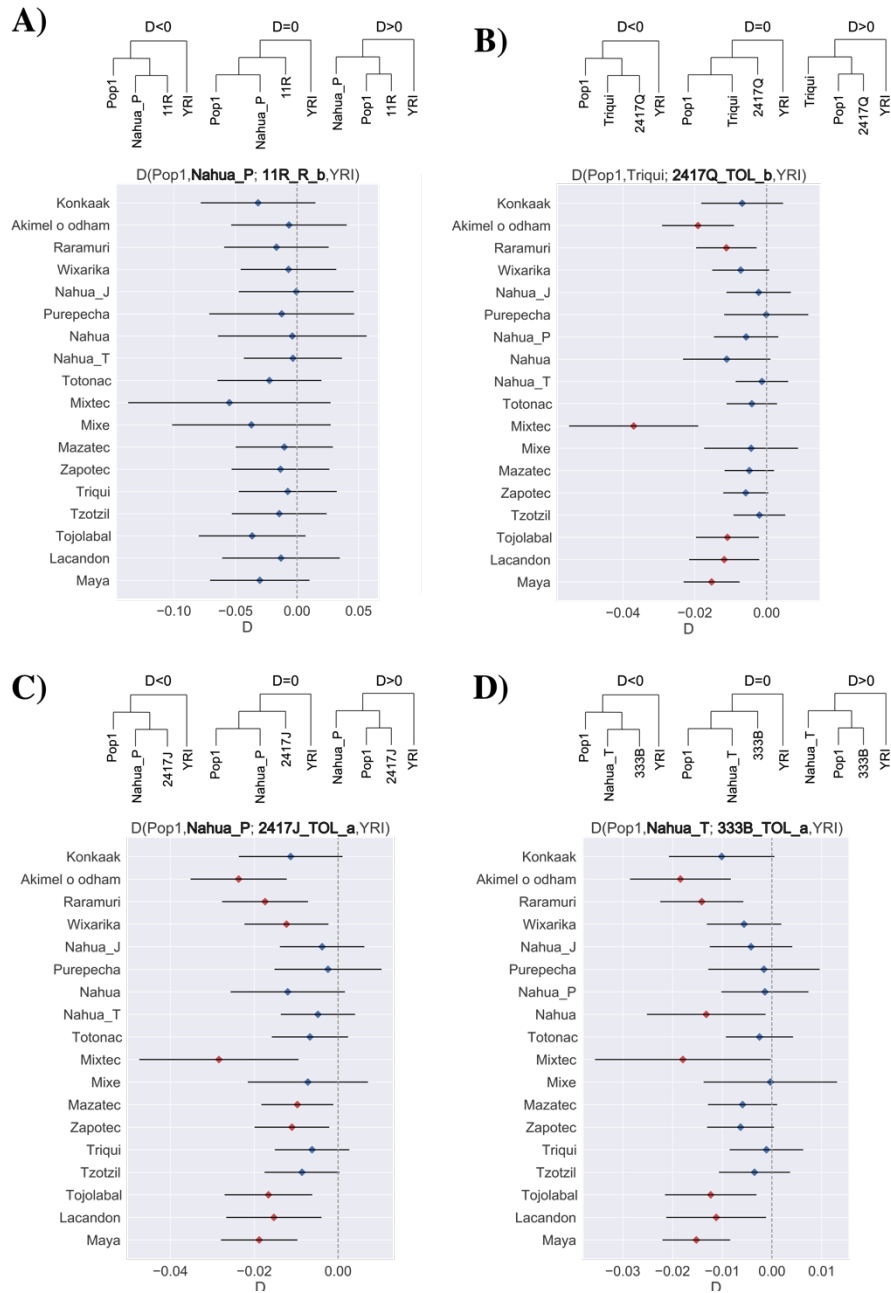 A)
D<0
D=0
D>0
Pop1
Nahua_P
11R
YRI
Pop1
Nahua_P
11R
YRI
Nahua_P
Pop1
11R
YRI
D(Pop1,Nahua_P; 11R_R_b,YRI)
Konkaak
Akimel o odham
Raramuri
Wixarika
Nahua_J
Purepecha
Nahua
Nahua_T
Totonac
Mixtec
Mixe
Mazatec
Zapotec
Triqui
Tzotzil
Tojolabal
Lacandon
Maya
−0.10 −0.05 0.00 0.05
D
B)
D<0
D=0
D>0
Pop1
Triqui
2417Q
YRI
Pop1
Triqui
2417Q
YRI
Triqui
Pop1
2417Q
YRI
D(Pop1,Triqui; 2417Q_TOL_b,YRI)
Konkaak
Akimel o odham
Raramuri
Wixarika
Nahua_J
Purepecha
Nahua_P
Nahua
Nahua_T
Totonac
Mixtec
Mixe
Mazatec
Zapotec
Tzotzil
Tojolabal
Lacandon
Maya
−0.04 −0.02 0.00
D
C)
D<0
D=0
D>0
Pop1
Nahua_P
2417J
YRI
Pop1
Nahua_P
2417J
YRI
Nahua_P
Pop1
2417J
YRI
D(Pop1,Nahua_P; 2417J_TOL_a,YRI)
Konkaak
Akimel o odham
Raramuri
Wixarika
Nahua_J
Purepecha
Nahua
Nahua_T
Totonac
Mixtec
Mixe
Mazatec
Zapotec
Triqui
Tzotzil
Tojolabal
Lacandon
Maya
−0.04 −0.02 0.00
D
D)
D<0
D=0
D>0
Pop1
Nahua_T
333B
YRI
Pop1
Nahua_T
333B
YRI
Nahua_T
Pop1
333B
YRI
D(Pop1,Nahua_T; 333B_TOL_a,YRI)
Konkaak
Akimel o odham
Raramuri
Wixarika
Nahua_J
Purepecha
Nahua_P
Nahua
Totonac
Mixtec
Mixe
Mazatec
Zapotec
Triqui
Tzotzil
Tojolabal
Lacandon
Maya
−0.03 −0.02 −0.01 0.00 0.01
D